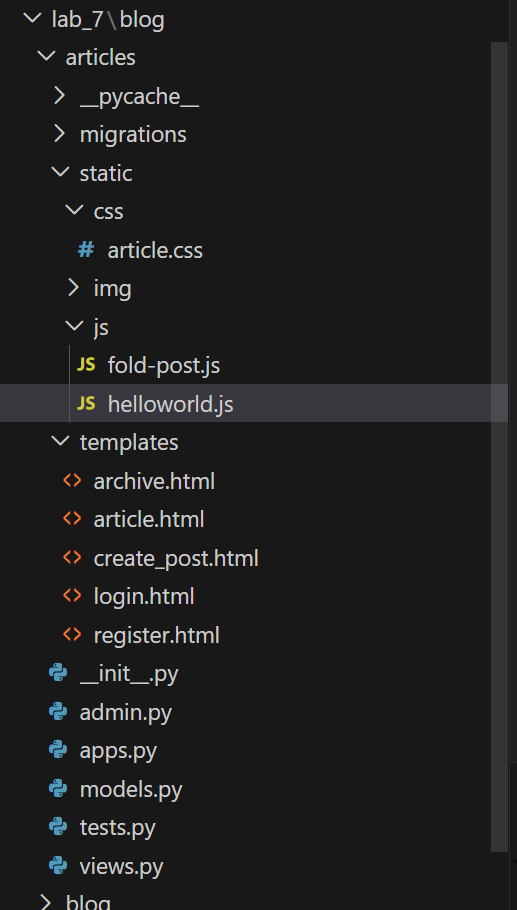 lab_7\blog
articles
__pycache__
migrations
static
css
# article.css
img
js
JS fold-post.js
JS helloworld.js
templates
<> archive.html
<> article.html
<> create_post.html
<> login.html
<> register.html
__init__.py
admin.py
apps.py
models.py
tests.py
views.py
blog